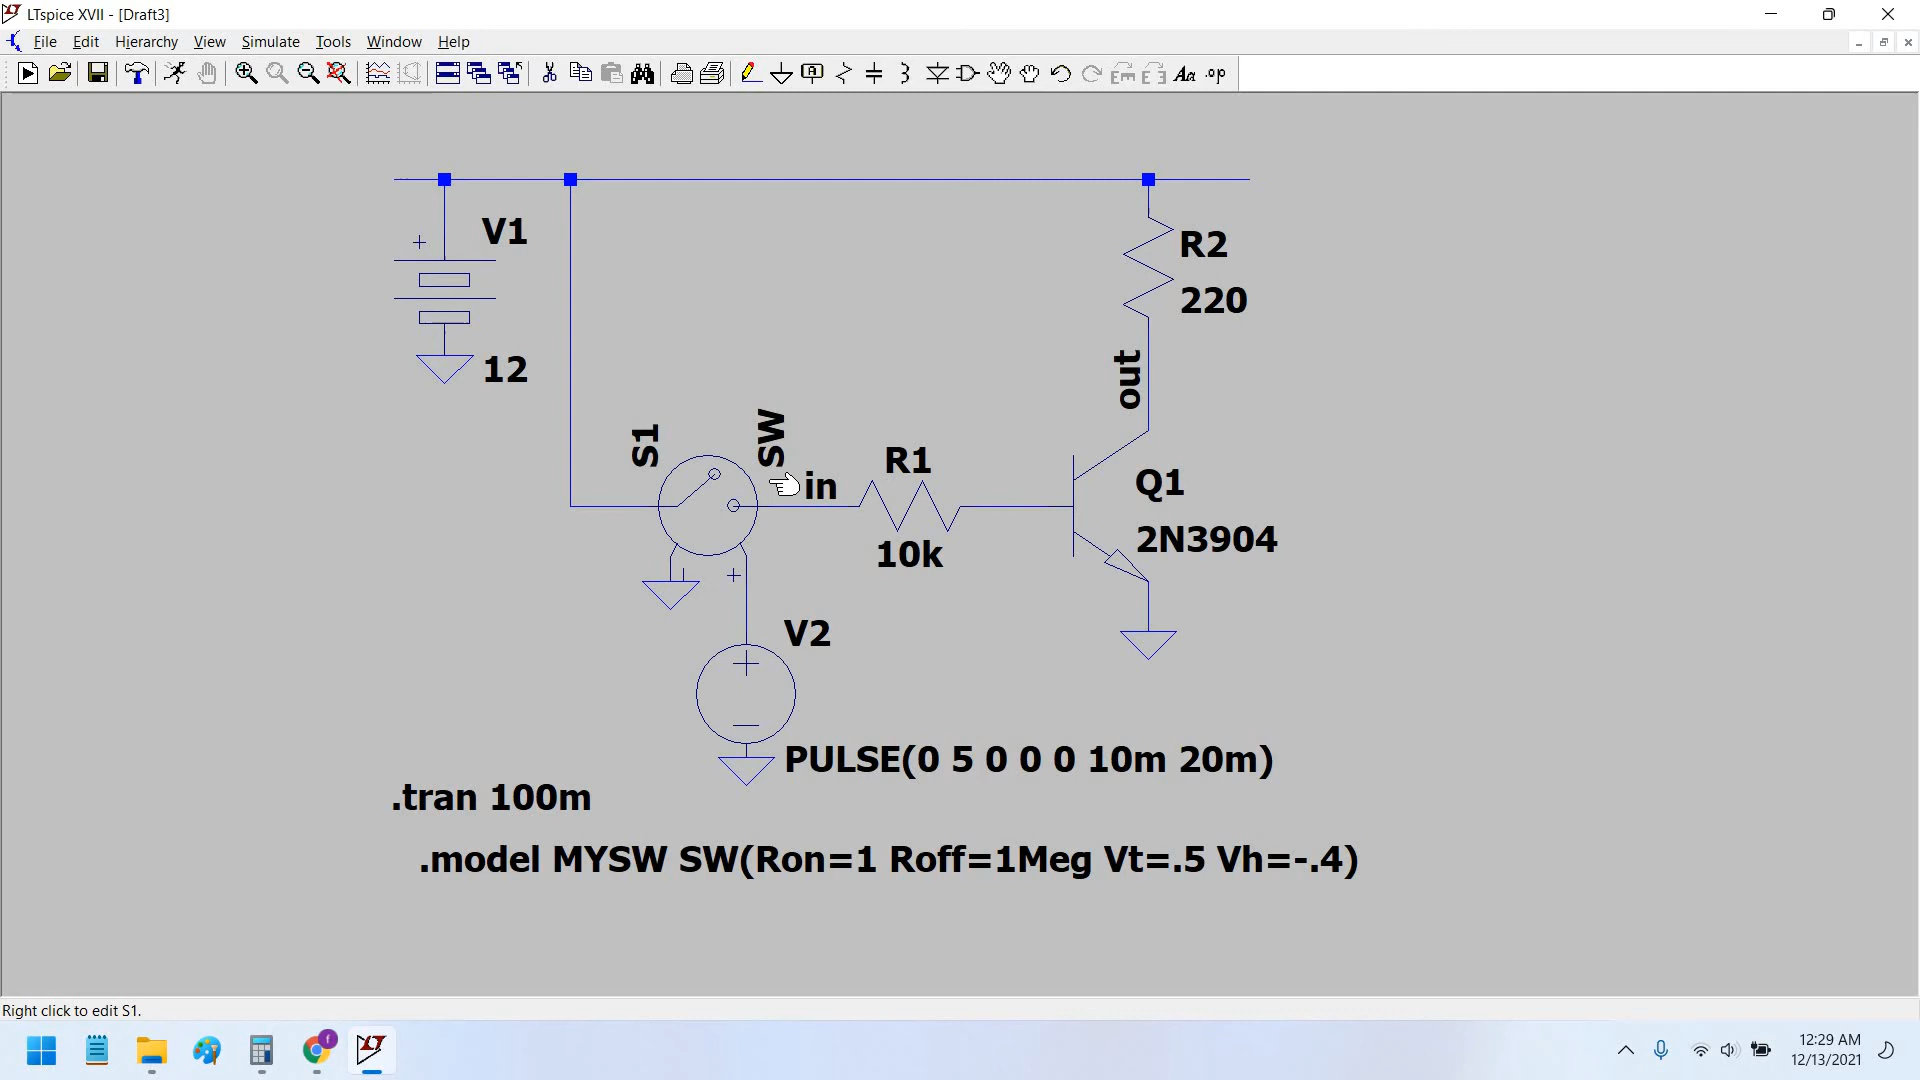 LTspice XVII - [Draft3]
File Edit Hierarchy View Simulate Tools Window Help
Aa .op
V1
+
12
R2
220
out
S1
SW
in
R1
10k
Q1
2N3904
+
V2
PULSE(0 5 0 0 0 10m 20m)
.tran 100m
.model MYSW SW(Ron=1 Roff=1Meg Vt=.5 Vh=-.4)
Right click to edit S1.
f
12:29 AM
12/13/2021